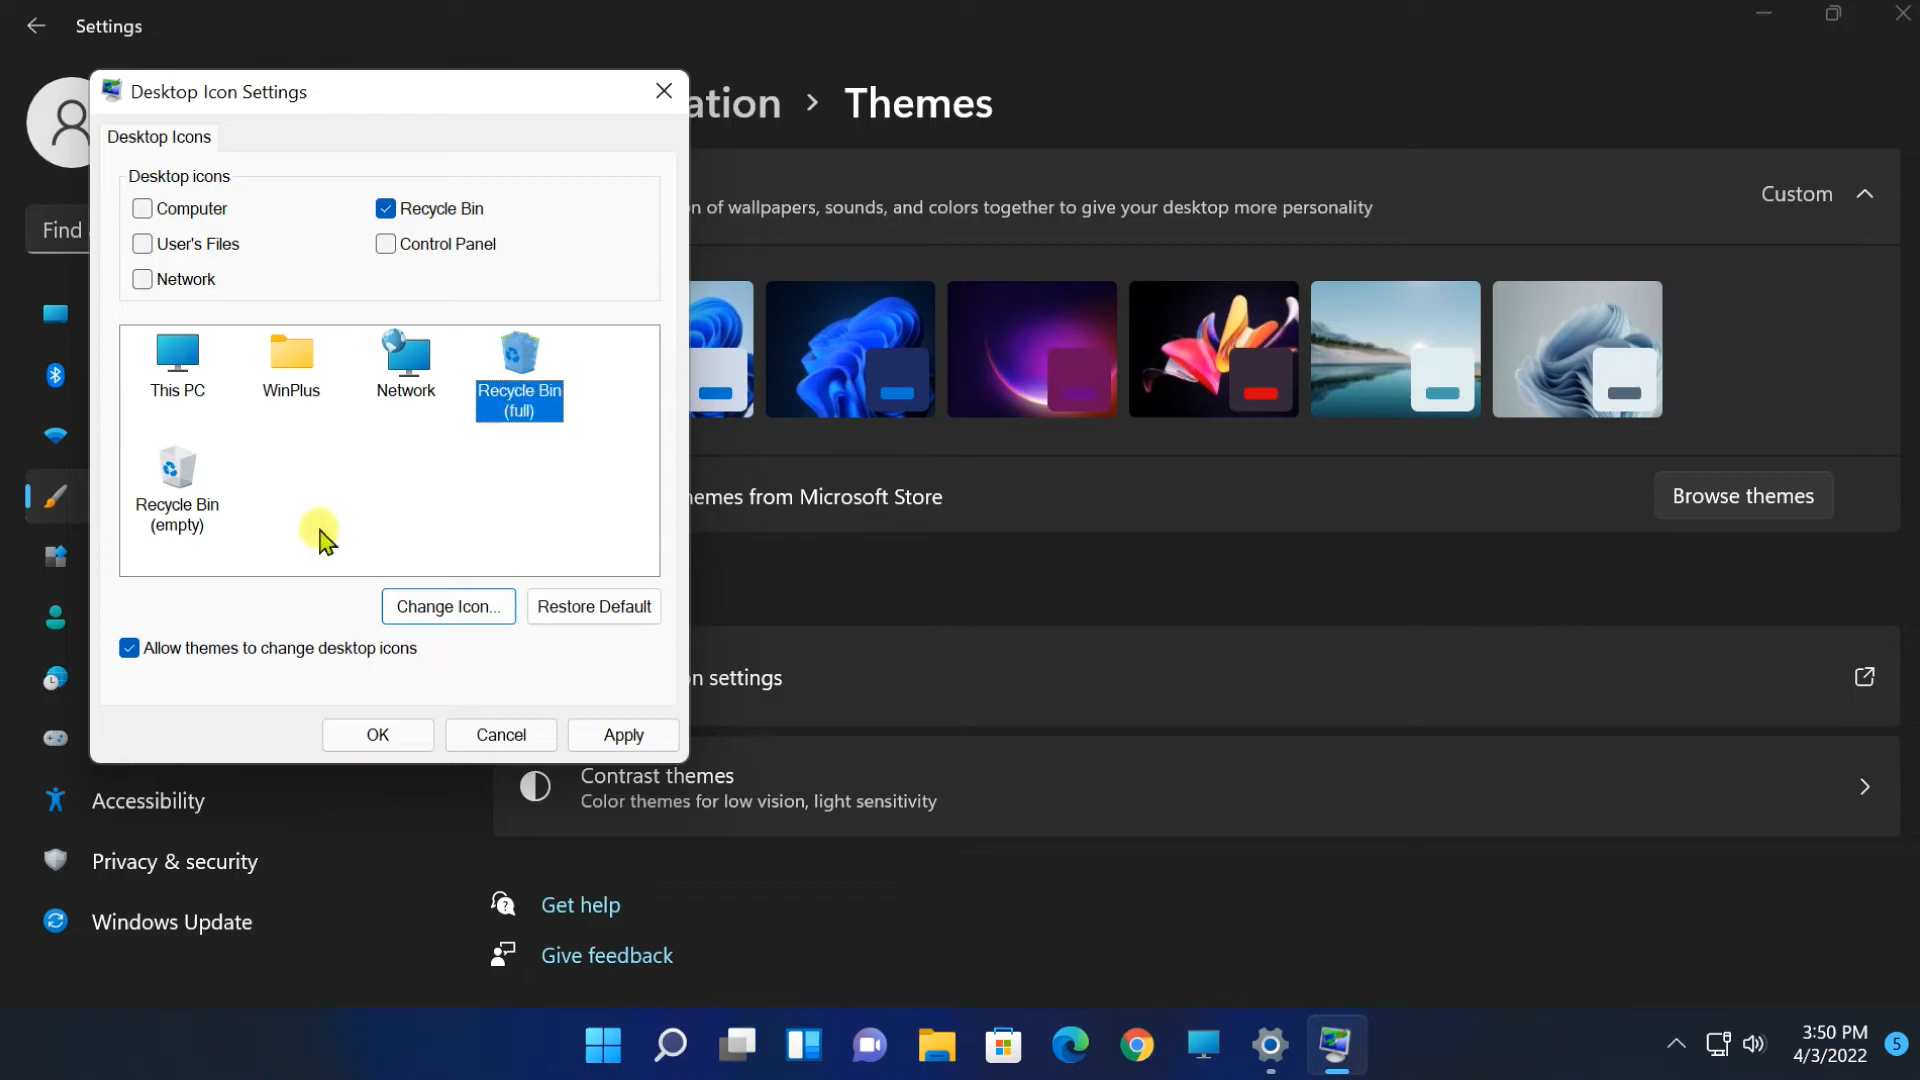 Settings
Desktop Icon Settings
ation > Themes
Desktop Icons
Desktop icons
Computer
Recycle Bin
User's Files
Control Panel
Network
n of wallpapers, sounds, and colors together to give your desktop more personality
Custom
Find
This PC
WinPlus
Network
Recycle Bin
(full)
Recycle Bin
(empty)
emes from Microsoft Store
Browse themes
Change Icon...
Restore Default
Allow themes to change desktop icons
n settings
OK
Cancel
Apply
Contrast themes
Color themes for low vision, light sensitivity
Accessibility
Privacy & security
Windows Update
Get help
Give feedback
3:50 PM
4/3/2022
5